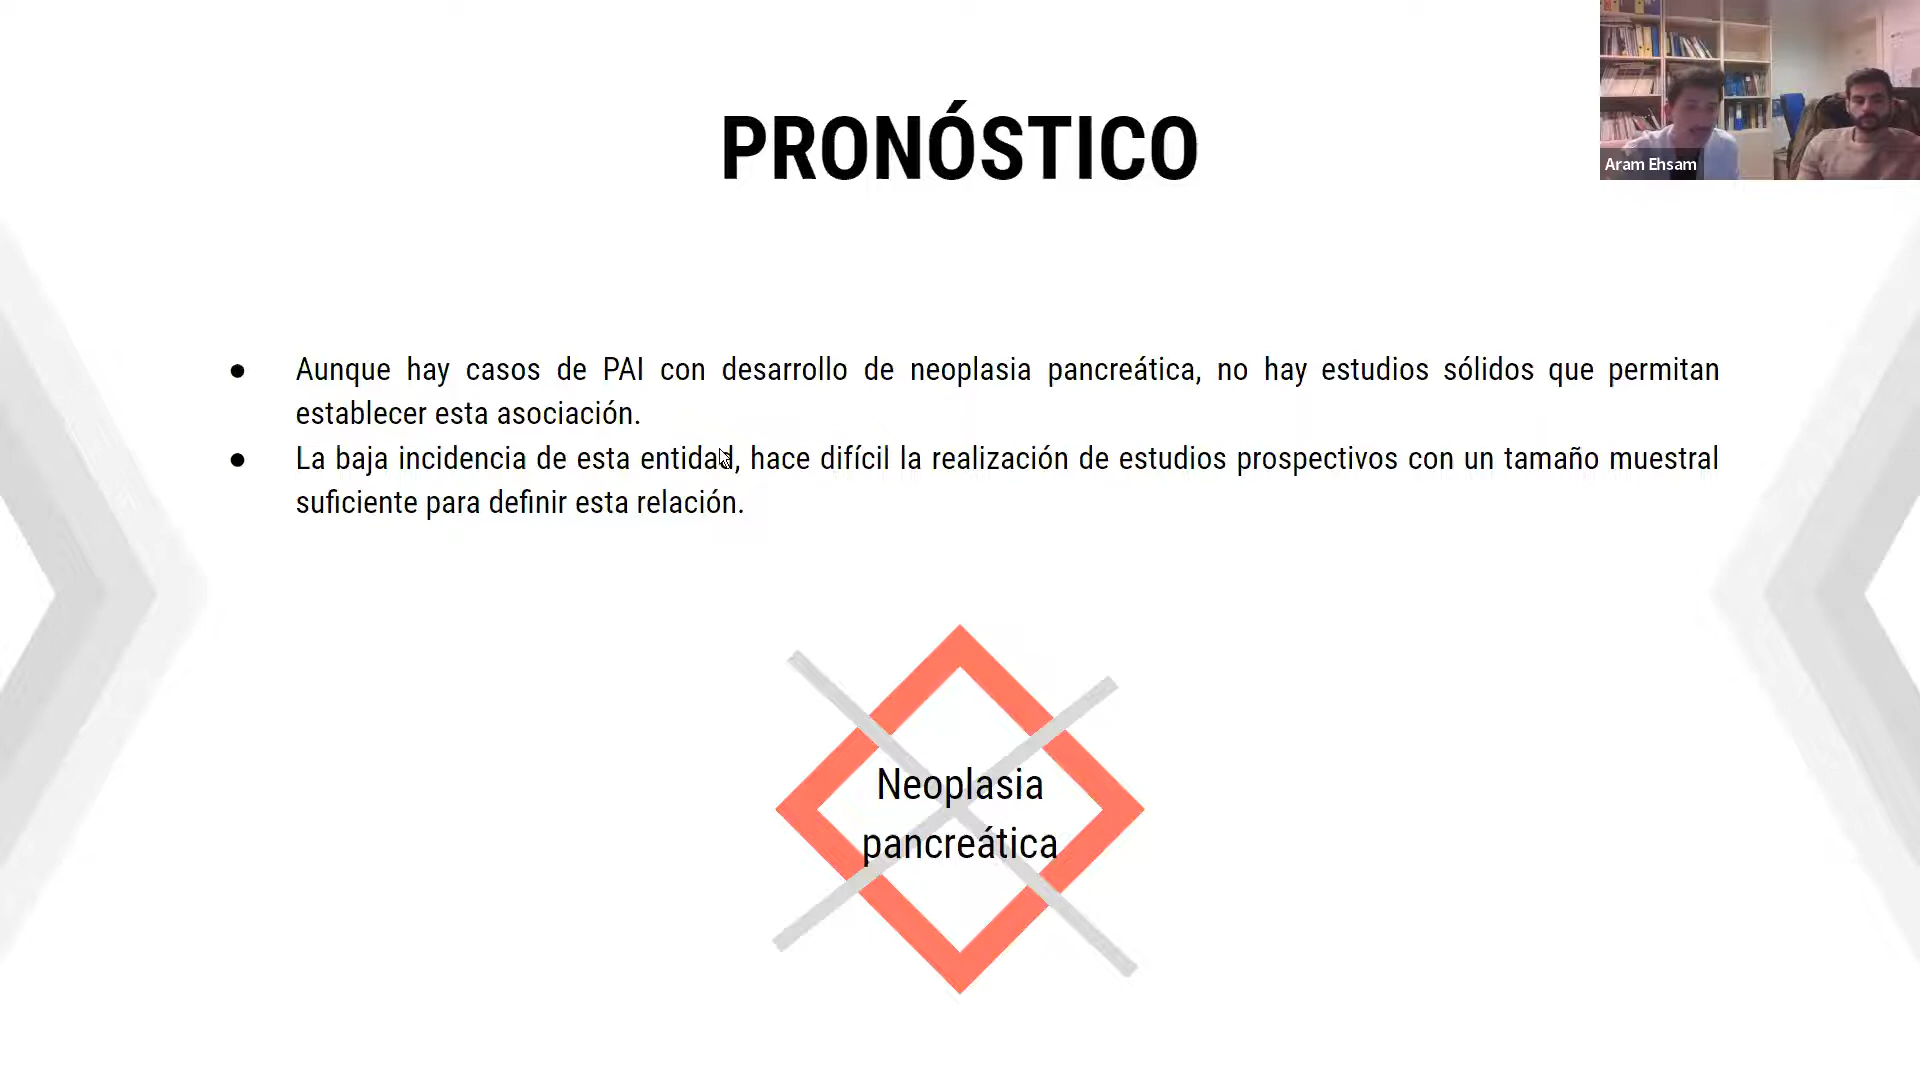 PRONÓSTICO
Aram Ehsam
● Aunque hay casos de PAI con desarrollo de neoplasia pancreática, no hay estudios sólidos que permitan
establecer esta asociación.
● La baja incidencia de esta entidad, hace difícil la realización de estudios prospectivos con un tamaño muestral
suficiente para definir esta relación.
Neoplasia
pancreática